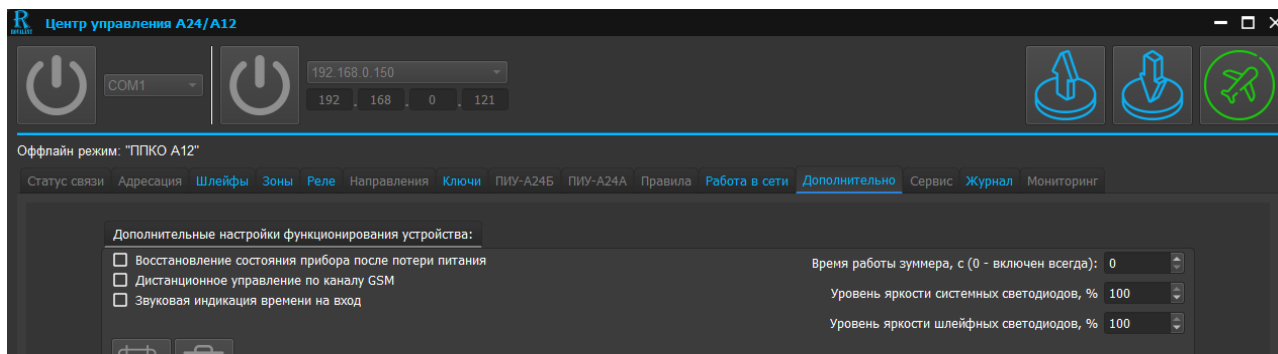 R
ROVALANT
Центр управления А24/А12
COM1
192.168.0.150
192 . 168 . 0 . 121
Оффлайн режим: "ППКО А12"
Статус связи Адресация Шлейфы Зоны Реле Направления Ключи ПИУ-А24Б ПИУ-А24А Правила Работа в сети Дополнительно Сервис Журнал Мониторинг
Дополнительные настройки функционирования устройства:
Восстановление состояния прибора после потери питания
Дистанционное управление по каналу GSM
Звуковая индикация времени на вход
Время работы зуммера, с (0 - включен всегда): 0
Уровень яркости системных светодиодов, % 100
Уровень яркости шлейфных светодиодов, % 100